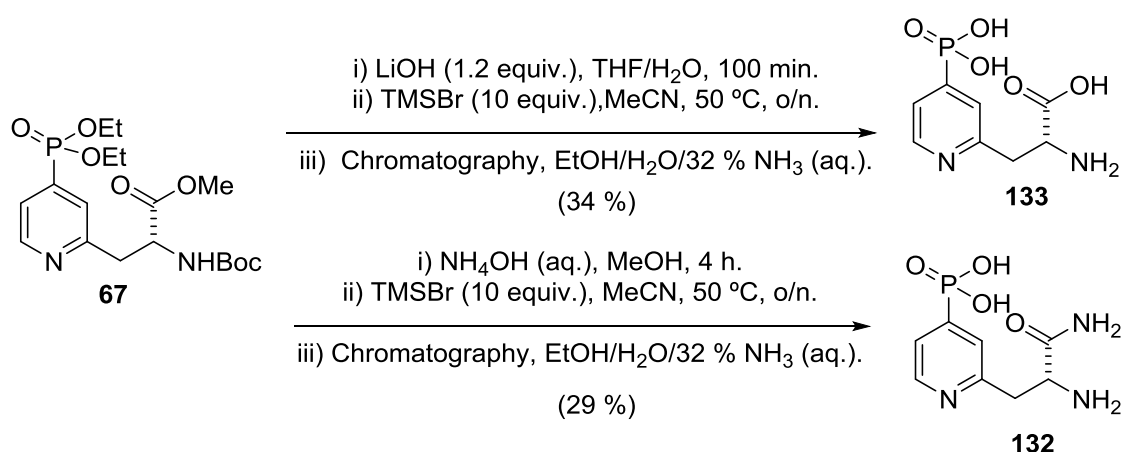 i) LiOH (1.2 equiv.), THF/H2O, 100 min.
ii) TMSBr (10 equiv.),MeCN, 50 ºC, o/n.
iii) Chromatography, EtOH/H2O/32 % NH3 (aq.).
(34 %)
O
P
OEt
OEt
O
OMe
N
NHBoc
67
O
OH
P
OH
O
OH
N
NH2
133
i) NH4OH (aq.), MeOH, 4 h.
ii) TMSBr (10 equiv.), MeCN, 50 ºC, o/n.
iii) Chromatography, EtOH/H2O/32 % NH3 (aq.).
(29 %)
O
OH
P
OH
O
NH2
N
NH2
132